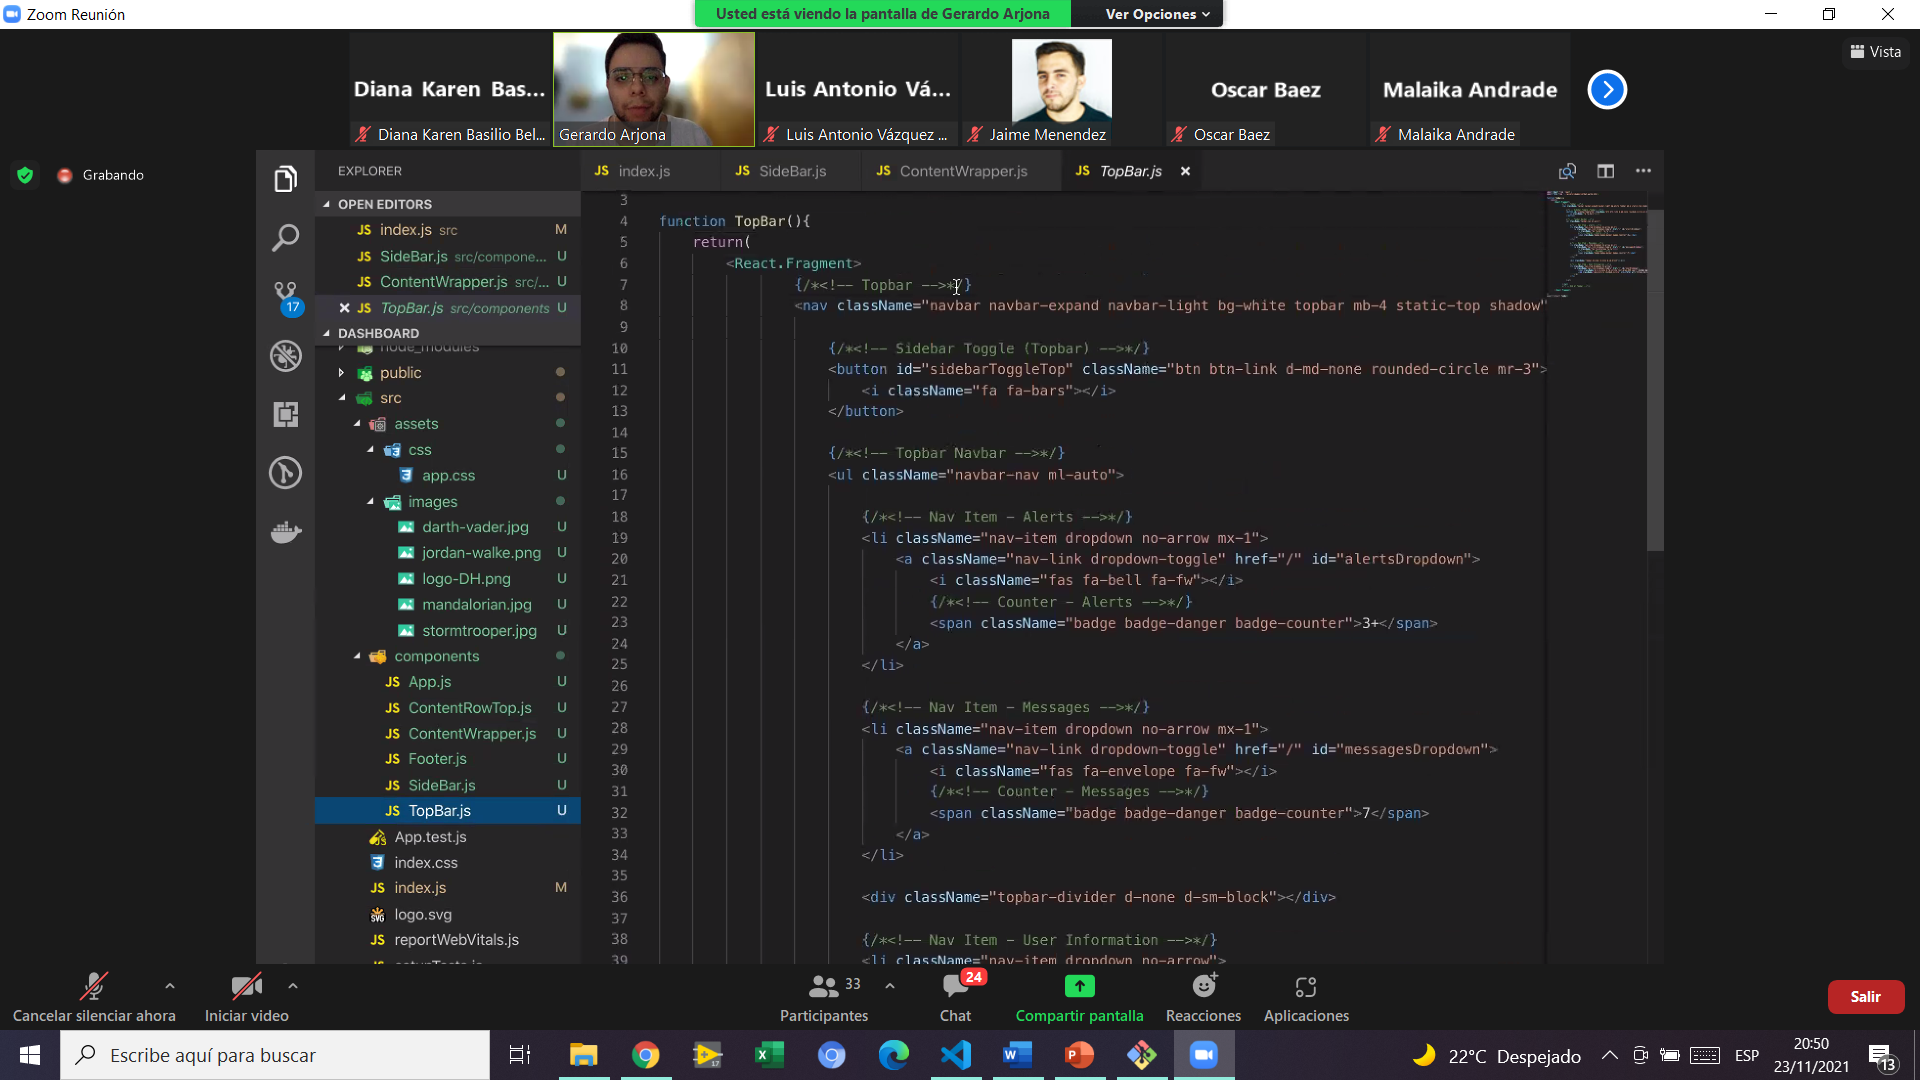 Zoom Reunión
Usted está viendo la pantalla de Gerardo Arjona
Ver Opciones
Vista
Diana Karen Bas...
Luis Antonio Vá...
Oscar Baez
Malaika Andrade
Diana Karen Basilio Bel...
Gerardo Arjona
Luis Antonio Vázquez ...
Jaime Menendez
Oscar Baez
Malaika Andrade
Grabando
EXPLORER
OPEN EDITORS
JS index.js src M
JS SideBar.js src/compone... U
JS ContentWrapper.js src/... U
JS TopBar.js src/components U
17
DASHBOARD
node_modules
public
src
assets
css
app.css U
images
darth-vader.jpg U
jordan-walke.png U
logo-DH.png U
mandalorian.jpg U
stormtrooper.jpg U
components
JS App.js U
JS ContentRowTop.js U
JS ContentWrapper.js U
JS Footer.js U
JS SideBar.js U
JS TopBar.js U
App.test.js
index.css
JS index.js M
logo.svg
JS reportWebVitals.js
JS index.js
JS SideBar.js
JS ContentWrapper.js
JS TopBar.js
3
4 function TopBar(){
5 return(
6 <React.Fragment>
7 {/*<!-- Topbar -->*/}
8 <nav className="navbar navbar-expand navbar-light bg-white topbar mb-4 static-top shadow"
9
10 {/*<!-- Sidebar Toggle (Topbar) -->*/}
11 <button id="sidebarToggleTop" className="btn btn-link d-md-none rounded-circle mr-3">
12 <i className="fa fa-bars"></i>
13 </button>
14
15 {/*<!-- Topbar Navbar -->*/}
16 <ul className="navbar-nav ml-auto">
17
18 {/*<!-- Nav Item - Alerts -->*/}
19 <li className="nav-item dropdown no-arrow mx-1">
20 <a className="nav-link dropdown-toggle" href="/" id="alertsDropdown">
21 <i className="fas fa-bell fa-fw"></i>
22 {/*<!-- Counter - Alerts -->*/}
23 <span className="badge badge-danger badge-counter">3+</span>
24 </a>
25 </li>
26
27 {/*<!-- Nav Item - Messages -->*/}
28 <li className="nav-item dropdown no-arrow mx-1">
29 <a className="nav-link dropdown-toggle" href="/" id="messagesDropdown">
30 <i className="fas fa-envelope fa-fw"></i>
31 {/*<!-- Counter - Messages -->*/}
32 <span className="badge badge-danger badge-counter">7</span>
33 </a>
34 </li>
35
36 <div className="topbar-divider d-none d-sm-block"></div>
37
38 {/*<!-- Nav Item - User Information -->*/}
39 <li className="nav-item dropdown no-arrow">
Cancelar silenciar ahora
Iniciar video
33
Participantes
24
Chat
Compartir pantalla
Reacciones
Aplicaciones
Salir
Escribe aquí para buscar
22°C Despejado
ESP
20:50
23/11/2021
13